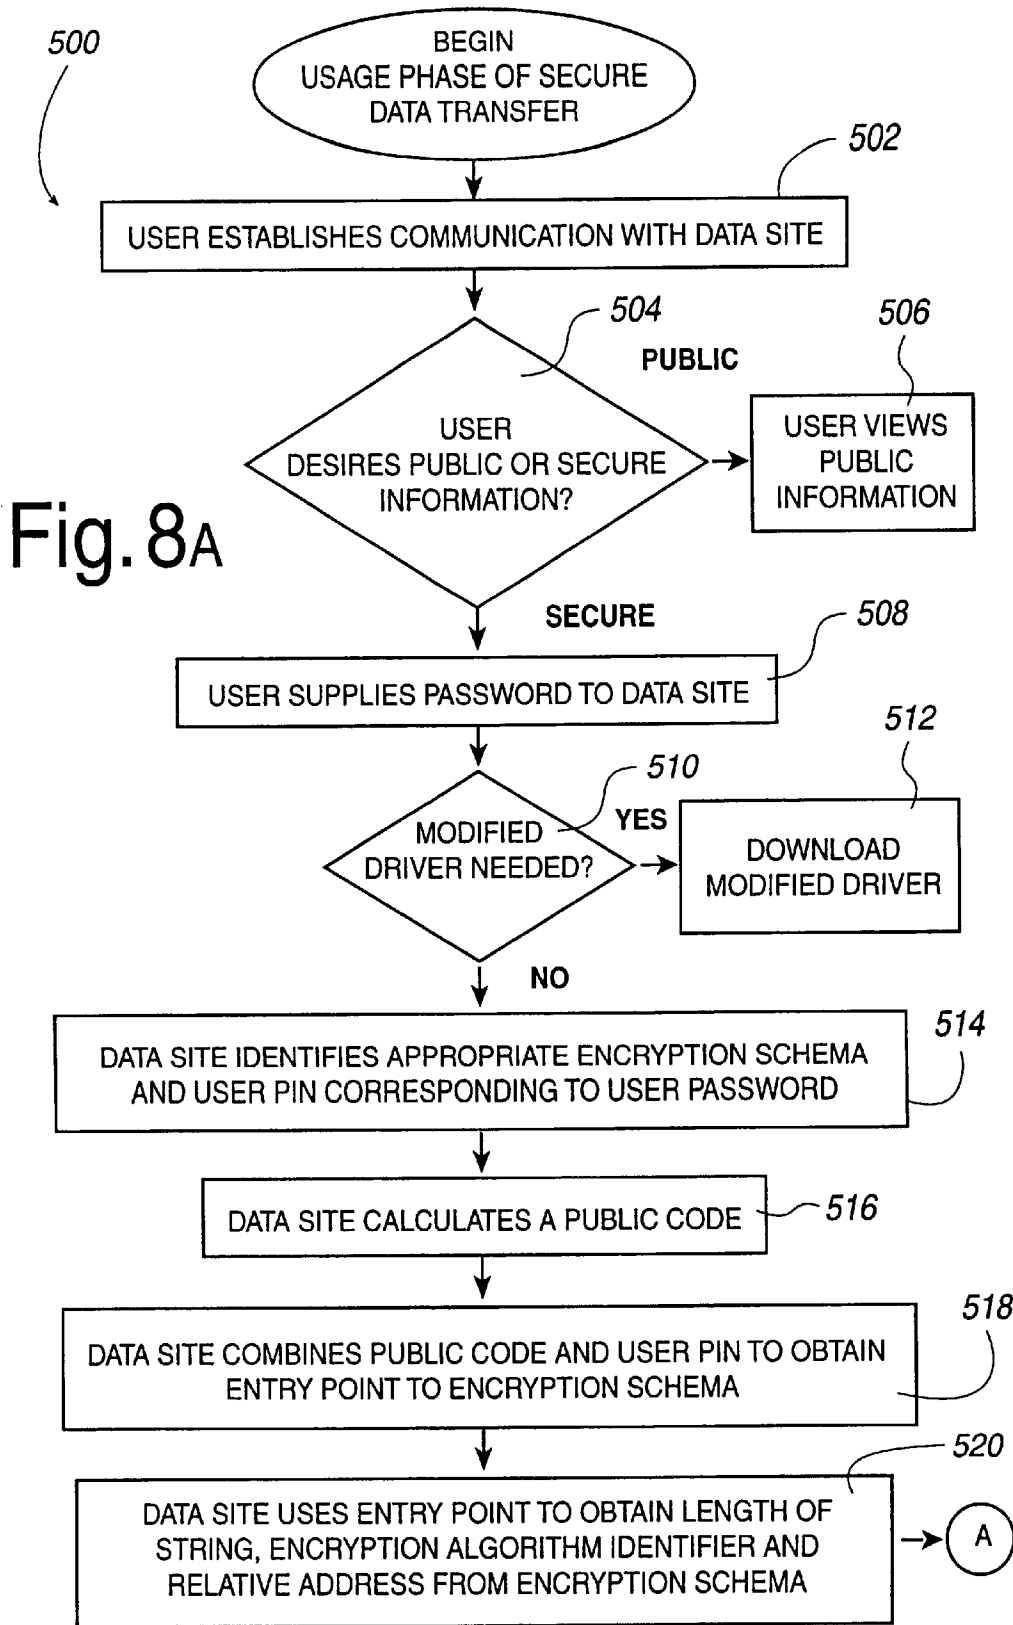 500
BEGIN
USAGE PHASE OF SECURE
DATA TRANSFER
502
USER ESTABLISHES COMMUNICATION WITH DATA SITE
504
506
PUBLIC
USER
DESIRES PUBLIC OR SECURE
INFORMATION?
USER VIEWS
PUBLIC
INFORMATION
Fig. 8A
SECURE
508
USER SUPPLIES PASSWORD TO DATA SITE
510
512
MODIFIED
DRIVER NEEDED?
YES
DOWNLOAD
MODIFIED DRIVER
NO
514
DATA SITE IDENTIFIES APPROPRIATE ENCRYPTION SCHEMA
AND USER PIN CORRESPONDING TO USER PASSWORD
516
DATA SITE CALCULATES A PUBLIC CODE
518
DATA SITE COMBINES PUBLIC CODE AND USER PIN TO OBTAIN
ENTRY POINT TO ENCRYPTION SCHEMA
520
DATA SITE USES ENTRY POINT TO OBTAIN LENGTH OF
STRING, ENCRYPTION ALGORITHM IDENTIFIER AND
RELATIVE ADDRESS FROM ENCRYPTION SCHEMA
A